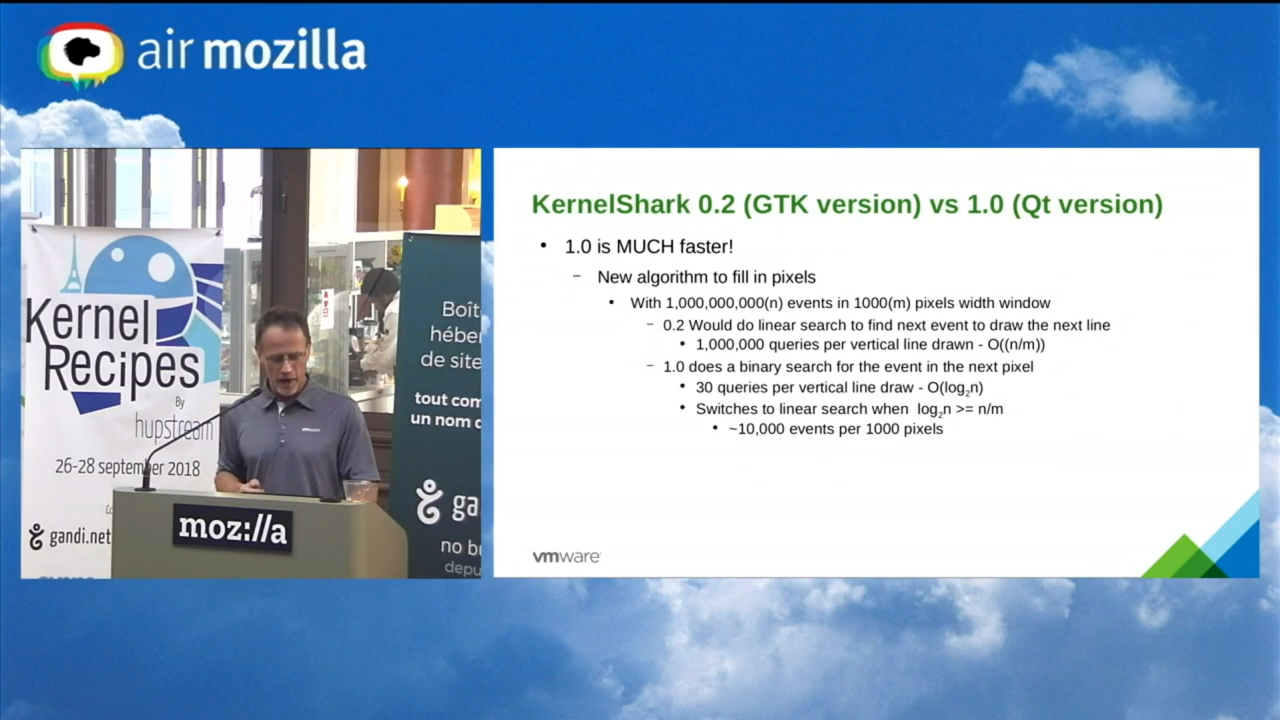 air mozilla
Kernel
Recipes
By
hupstream
26-28 september 2018
gandi.net
moz://a
vmware
Boît
héber
de site
tout com
un nom d
ga
no bu
depu
KernelShark 0.2 (GTK version) vs 1.0 (Qt version)
• 1.0 is MUCH faster!
– New algorithm to fill in pixels
• With 1,000,000,000(n) events in 1000(m) pixels width window
– 0.2 Would do linear search to find next event to draw the next line
• 1,000,000 queries per vertical line drawn - O((n/m))
– 1.0 does a binary search for the event in the next pixel
• 30 queries per vertical line draw - O(log₂n)
• Switches to linear search when log₂n >= n/m
• ~10,000 events per 1000 pixels
vmware